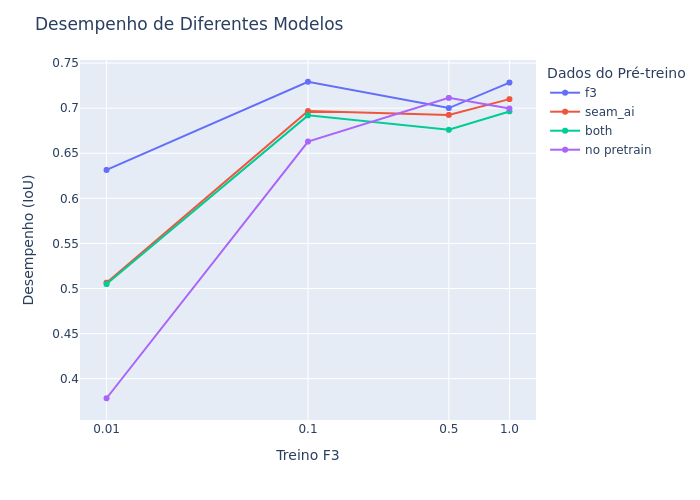 Desempenho de Diferentes Modelos
0.75
0.7
0.65
0.6
0.55
0.5
0.45
0.4
Desempenho (IoU)
0.01
0.1
0.5
1.0
Treino F3
Dados do Pré-treino
f3
seam_ai
both
no pretrain